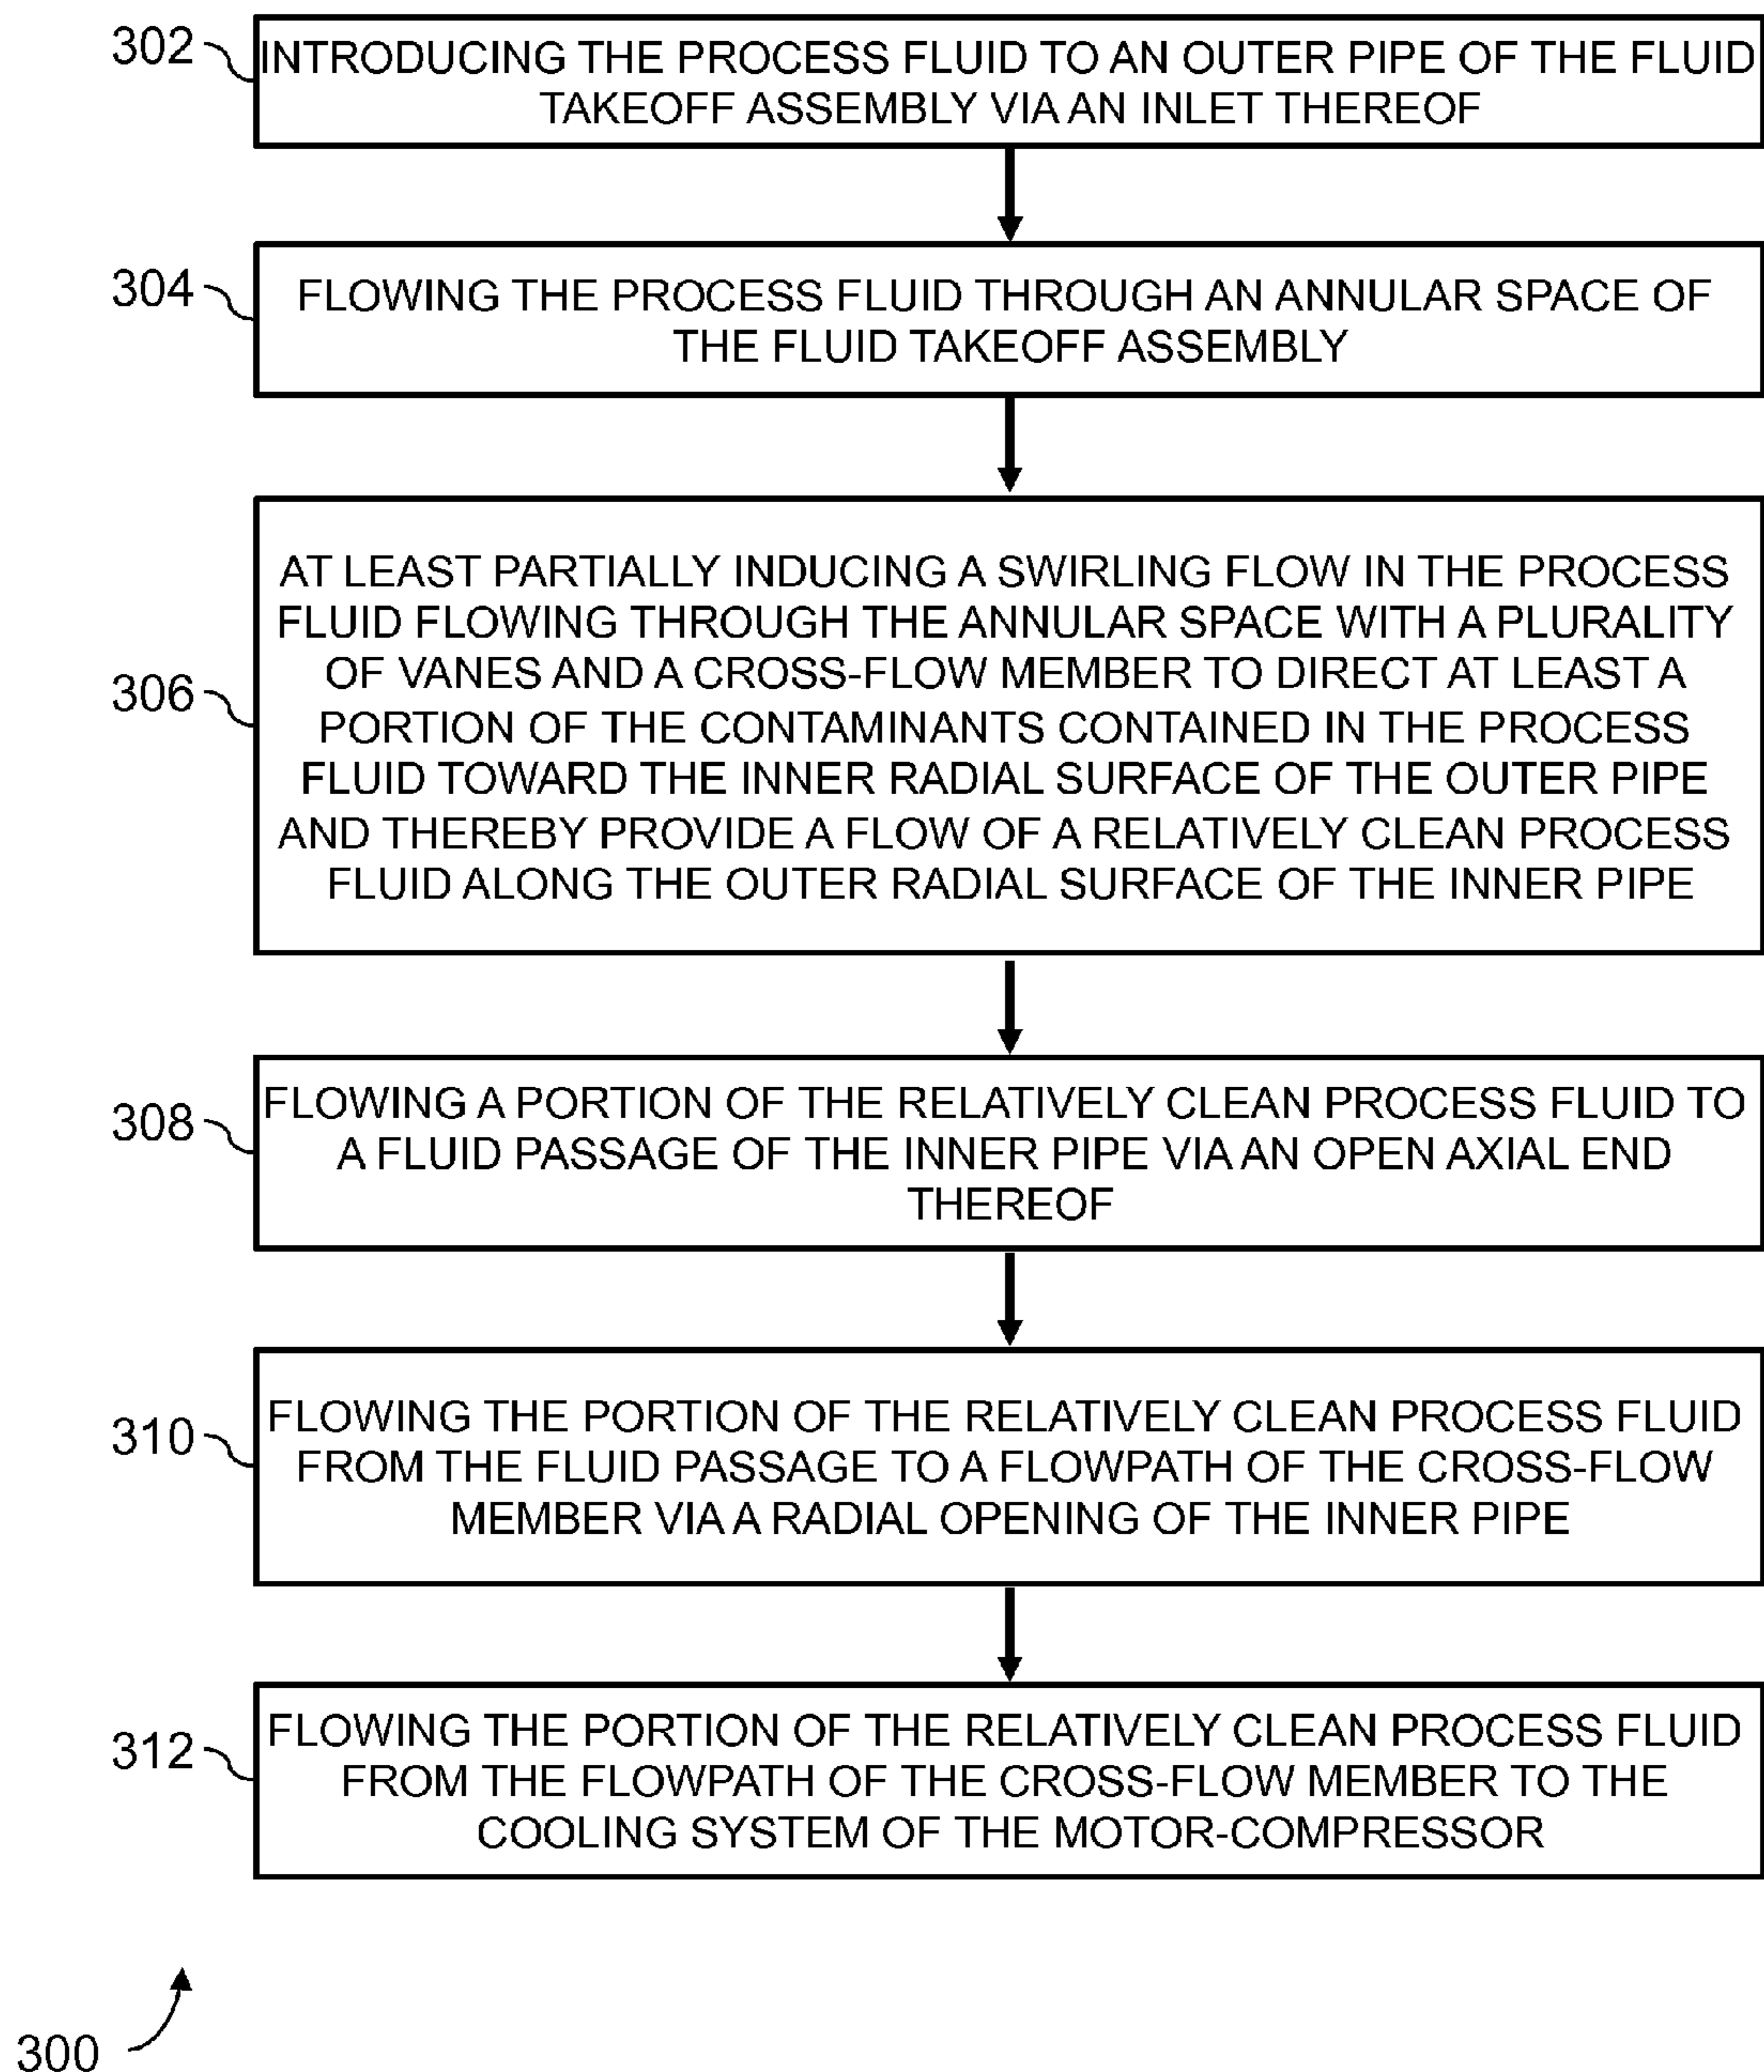 302
INTRODUCING THE PROCESS FLUID TO AN OUTER PIPE OF THE FLUID
TAKEOFF ASSEMBLY VIA AN INLET THEREOF
304
FLOWING THE PROCESS FLUID THROUGH AN ANNULAR SPACE OF
THE FLUID TAKEOFF ASSEMBLY
306
AT LEAST PARTIALLY INDUCING A SWIRLING FLOW IN THE PROCESS
FLUID FLOWING THROUGH THE ANNULAR SPACE WITH A PLURALITY
OF VANES AND A CROSS-FLOW MEMBER TO DIRECT AT LEAST A
PORTION OF THE CONTAMINANTS CONTAINED IN THE PROCESS
FLUID TOWARD THE INNER RADIAL SURFACE OF THE OUTER PIPE
AND THEREBY PROVIDE A FLOW OF A RELATIVELY CLEAN PROCESS
FLUID ALONG THE OUTER RADIAL SURFACE OF THE INNER PIPE
308
FLOWING A PORTION OF THE RELATIVELY CLEAN PROCESS FLUID TO
A FLUID PASSAGE OF THE INNER PIPE VIA AN OPEN AXIAL END
THEREOF
310
FLOWING THE PORTION OF THE RELATIVELY CLEAN PROCESS FLUID
FROM THE FLUID PASSAGE TO A FLOWPATH OF THE CROSS-FLOW
MEMBER VIA A RADIAL OPENING OF THE INNER PIPE
312
FLOWING THE PORTION OF THE RELATIVELY CLEAN PROCESS FLUID
FROM THE FLOWPATH OF THE CROSS-FLOW MEMBER TO THE
COOLING SYSTEM OF THE MOTOR-COMPRESSOR
300